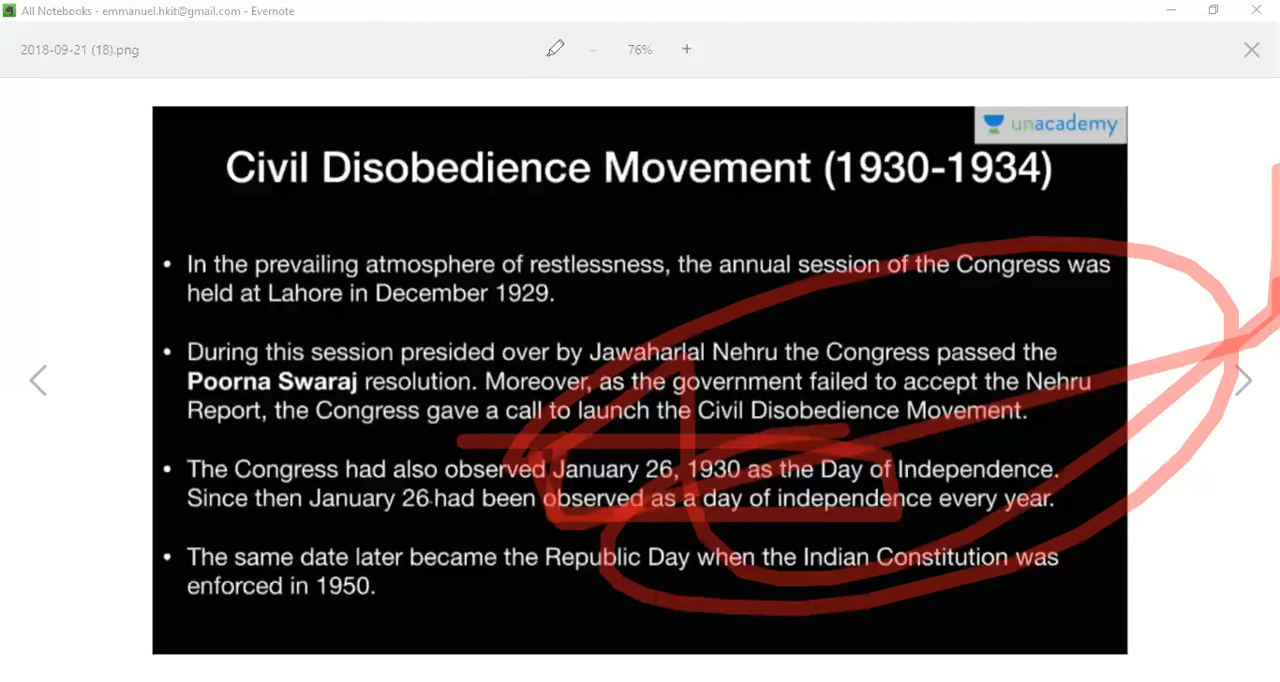 All Notebooks - emmanuel.hkit@gmail.com - Evernote
2018-09-21 (18).png
76%
unacademy
Civil Disobedience Movement (1930-1934)
• In the prevailing atmosphere of restlessness, the annual session of the Congress was
held at Lahore in December 1929.
• During this session presided over by Jawaharlal Nehru the Congress passed the
Poorna Swaraj resolution. Moreover, as the government failed to accept the Nehru
Report, the Congress gave a call to launch the Civil Disobedience Movement.
• The Congress had also observed January 26, 1930 as the Day of Independence.
Since then January 26 had been observed as a day of independence every year.
• The same date later became the Republic Day when the Indian Constitution was
enforced in 1950.